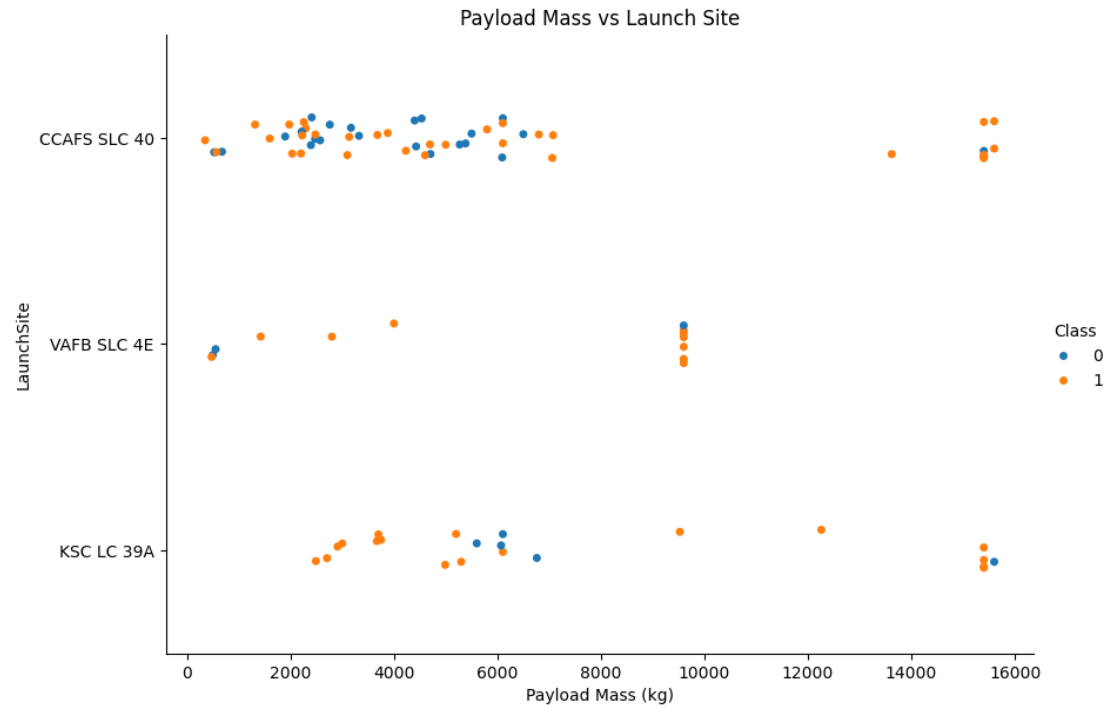 Payload Mass vs Launch Site
LaunchSite
CCAFS SLC 40
VAFB SLC 4E
KSC LC 39A
Class
0
1
0 2000 4000 6000 8000 10000 12000 14000 16000
Payload Mass (kg)